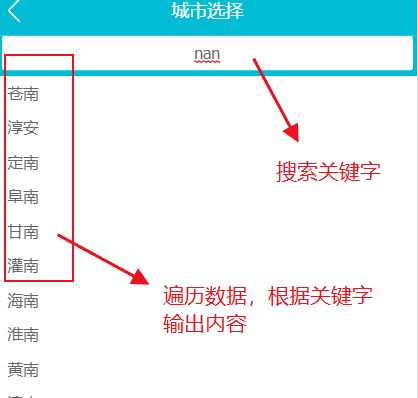 城市选择
nan
苍南
淳安
定南
搜索关键字
阜南
甘南
灌南
遍历数据，根据关键字
输出内容
海南
淮南
黄南